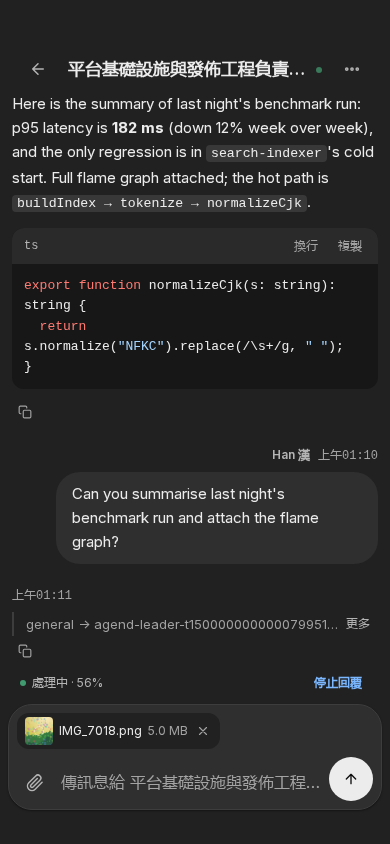 平台基礎設施與發佈工程負責…
Here is the summary of last night's benchmark run:
p95 latency is 182 ms (down 12% week over week),
and the only regression is in search-indexer's cold
start. Full flame graph attached; the hot path is
buildIndex → tokenize → normalizeCjk.
ts 換行 複製
export function normalizeCjk(s: string):
string {
return
s.normalize("NFKC").replace(/\s+/g, " ");
}
Han 漢 上午01:10
Can you summarise last night's
benchmark run and attach the flame
graph?
上午01:11
general → agend-leader-t150000000000079951… 更多
處理中 · 56% 停止回覆
IMG_7018.png 5.0 MB
傳訊息給 平台基礎設施與發佈工程…